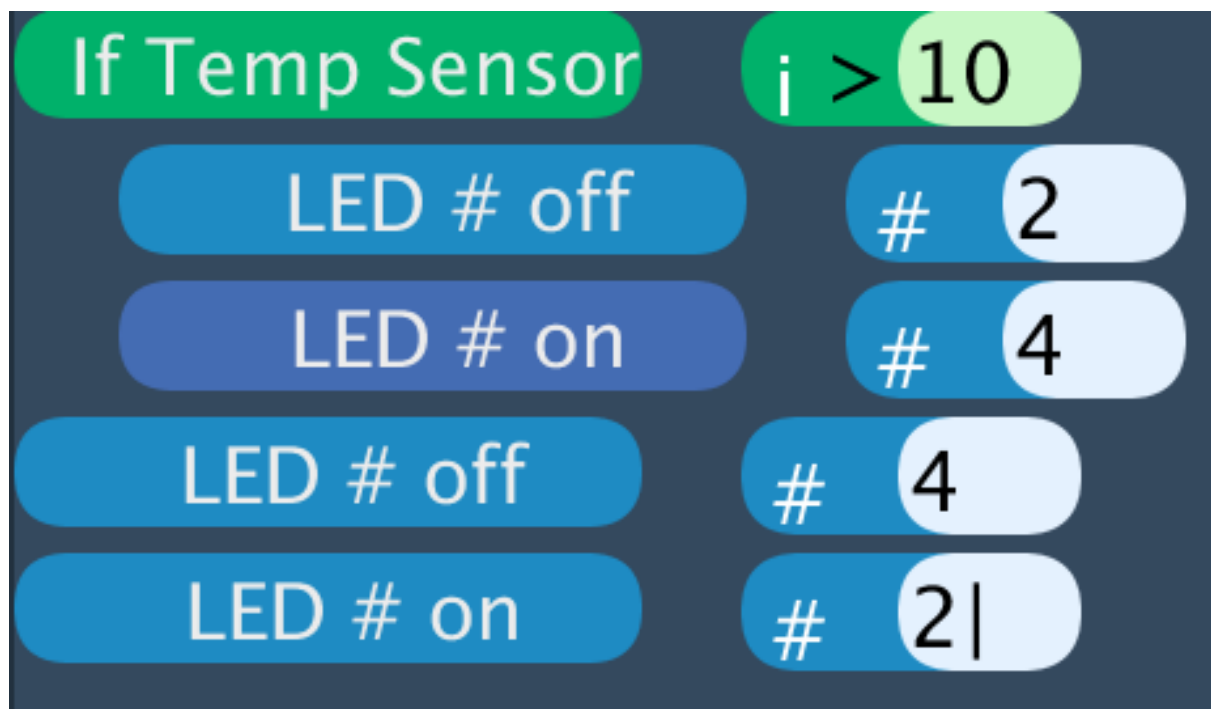 If Temp Sensor i > 10
LED # off # 2
LED # on # 4
LED # off # 4
LED # on # 2